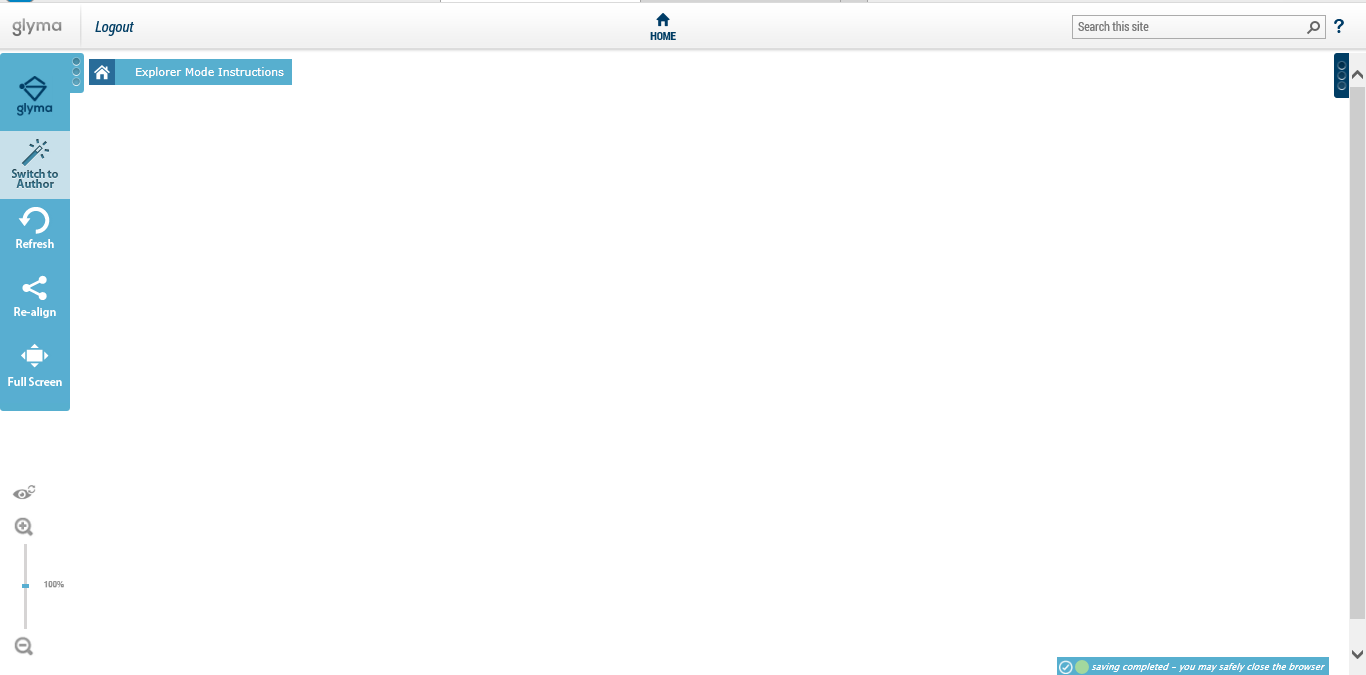 glyma
Logout
HOME
Search this site
?
glyma
Explorer Mode Instructions
Switch to
Author
Refresh
Re-align
Full Screen
100%
saving completed – you may safely close the browser